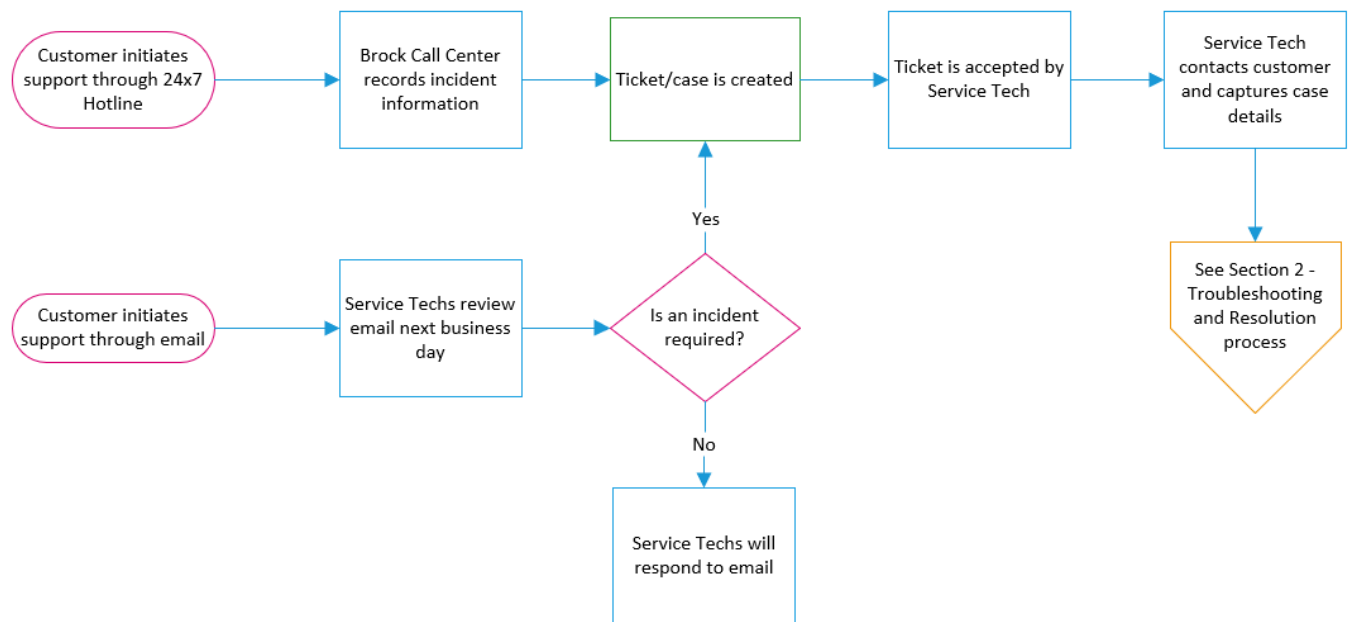 Customer initiates
support through 24x7
Hotline
Brock Call Center
records incident
information
Ticket/case is created
Ticket is accepted by
Service Tech
Service Tech
contacts customer
and captures case
details
Yes
Customer initiates
support through email
Service Techs review
email next business
day
Is an incident
required?
See Section 2 -
Troubleshooting
and Resolution
process
No
Service Techs will
respond to email